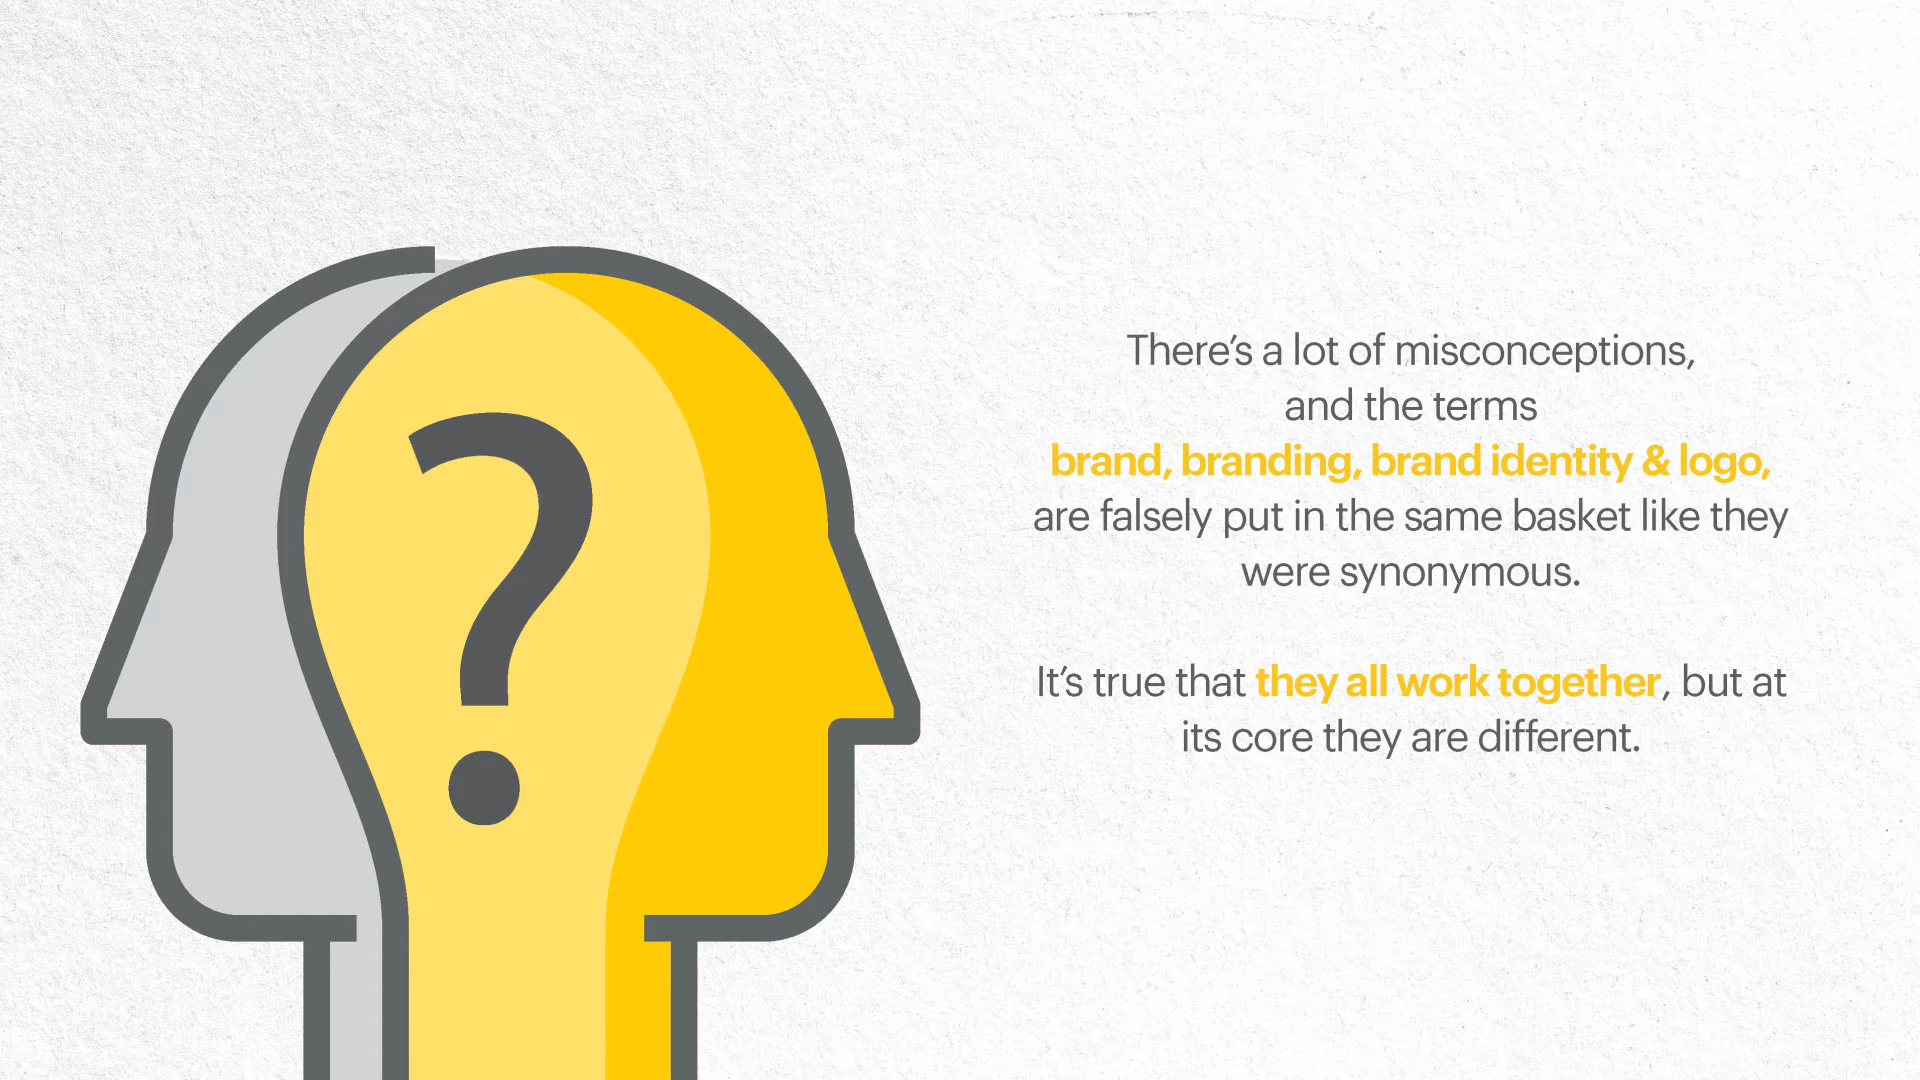 ?
There’s a lot of misconceptions,
and the terms
brand, branding, brand identity & logo,
are falsely put in the same basket like they
were synonymous.
It’s true that they all work together, but at
its core they are different.